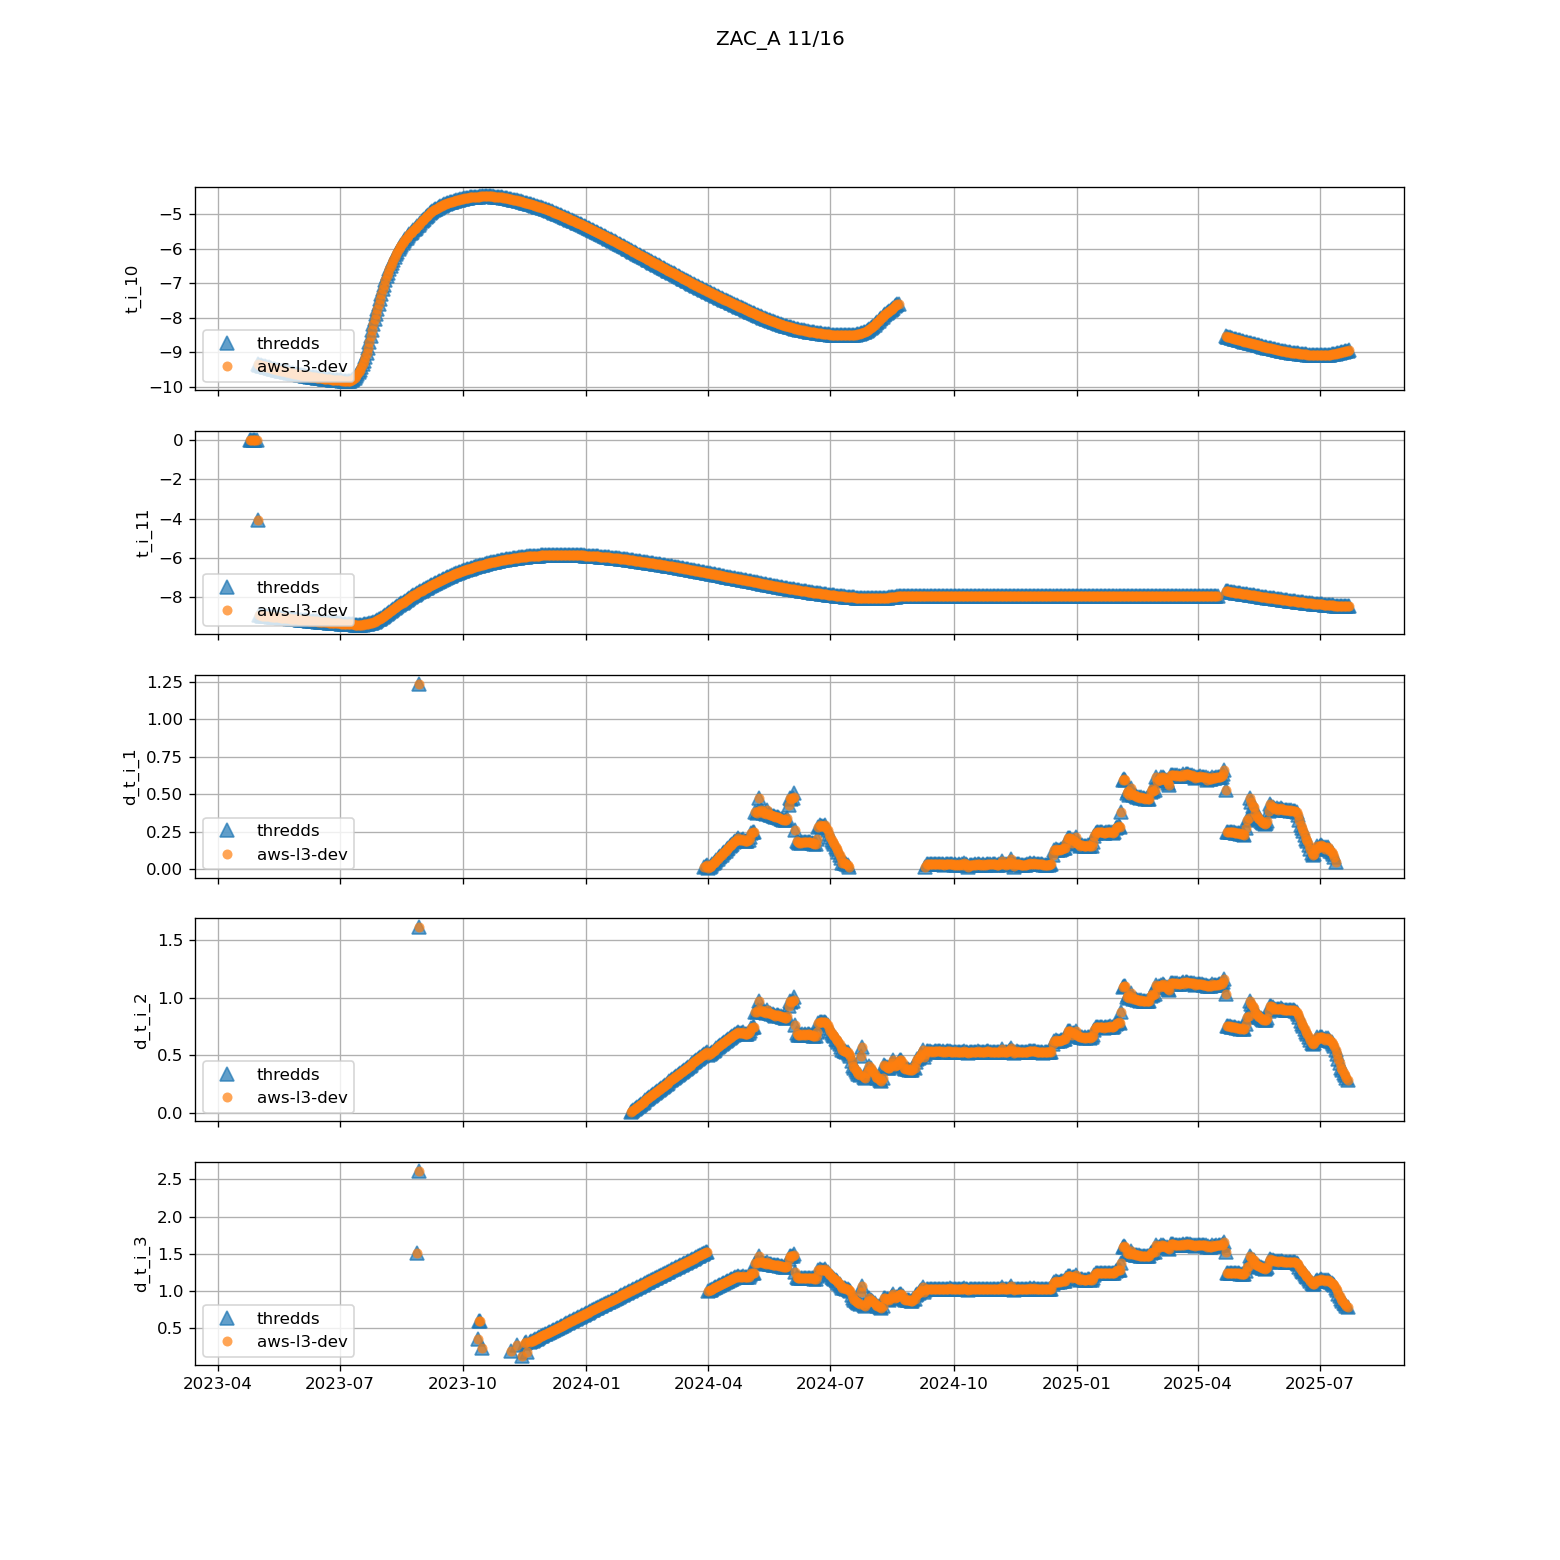 ZAC_A 11/16
t_i_10
−5
−6
−7
−8
−9
−10
thredds
aws-l3-dev
t_i_11
0
−2
−4
−6
−8
thredds
aws-l3-dev
d_t_i_1
1.25
1.00
0.75
0.50
0.25
0.00
thredds
aws-l3-dev
d_t_i_2
1.5
1.0
0.5
0.0
thredds
aws-l3-dev
d_t_i_3
2.5
2.0
1.5
1.0
0.5
thredds
aws-l3-dev
2023-04 2023-07 2023-10 2024-01 2024-04 2024-07 2024-10 2025-01 2025-04 2025-07